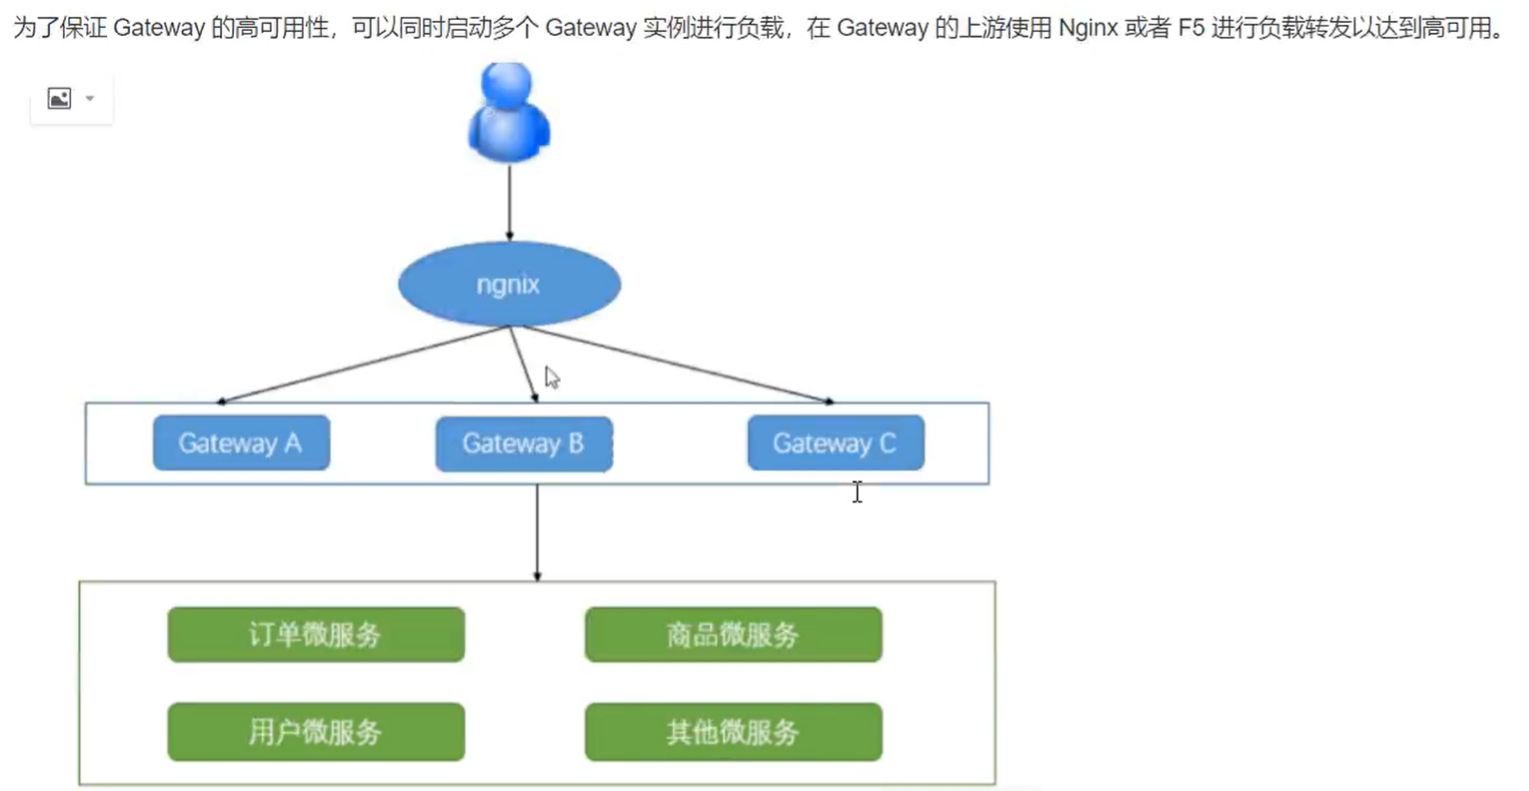 为了保证 Gateway 的高可用性，可以同时启动多个 Gateway 实例进行负载，在 Gateway 的上游使用 Nginx 或者 F5 进行负载转发以达到高可用。
ngnix
Gateway A
Gateway B
Gateway C
订单微服务
商品微服务
用户微服务
其他微服务